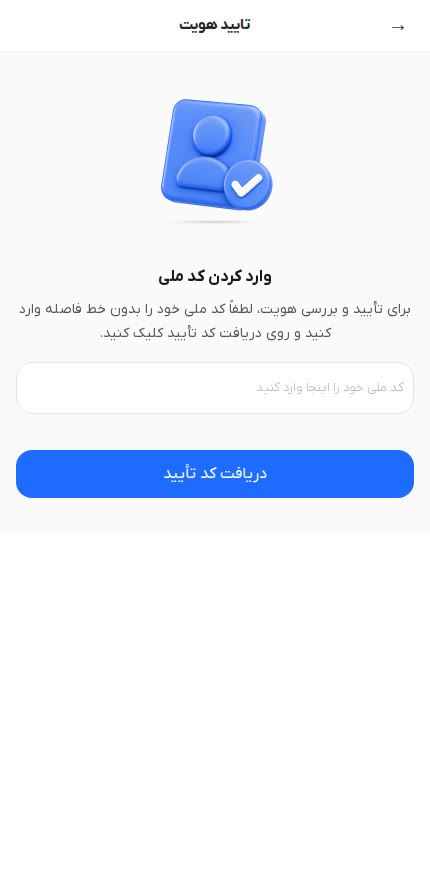 تایید هویت
→
وارد کردن کد ملی
برای تأیید و بررسی هویت، لطفاً کد ملی خود را بدون خط فاصله وارد
کنید و روی دریافت کد تأیید کلیک کنید.
کد ملی خود را اینجا وارد کنید
دریافت کد تأیید